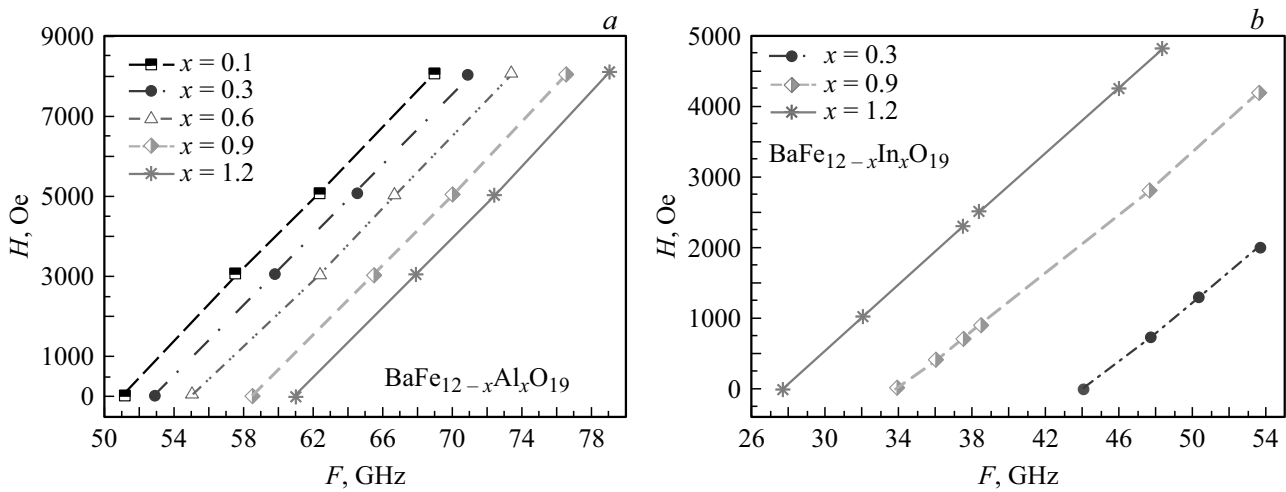 a
9000
7000
5000
3000
1000
0
H, Oe
x = 0.1
x = 0.3
x = 0.6
x = 0.9
x = 1.2
BaFe12 – xAlxO19
50 54 58 62 66 70 74 78
F, GHz
b
5000
4000
3000
2000
1000
0
H, Oe
x = 0.3
x = 0.9
x = 1.2
BaFe12 – xInxO19
26 30 34 38 42 46 50 54
F, GHz